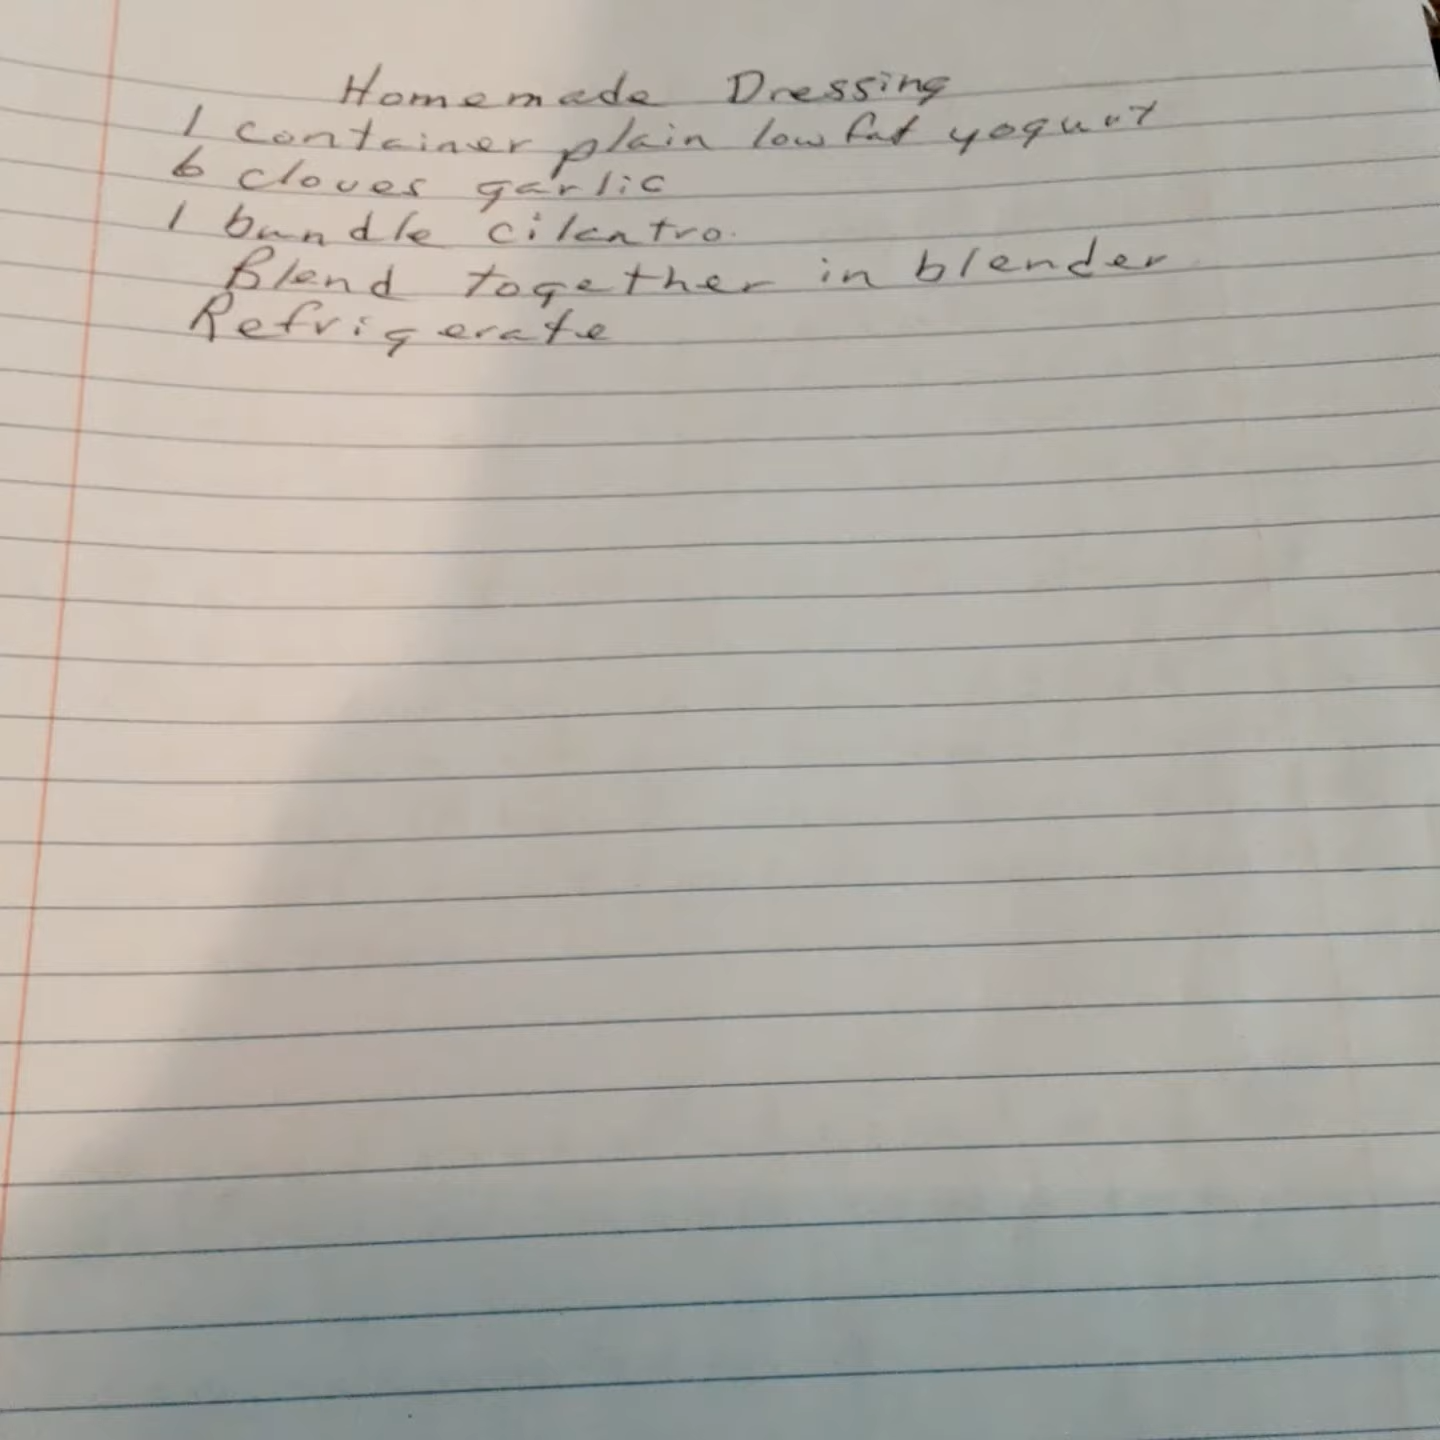 Homemade Dressing
1 container plain low fat yogurt
6 cloves garlic
1 bundle cilantro.
Blend together in blender
Refrigerate